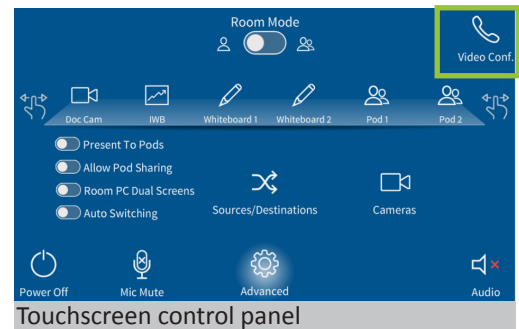 Room Mode
Video Conf.
Doc Cam
IWB
Whiteboard 1
Whiteboard 2
Pod 1
Pod 2
Present To Pods
Allow Pod Sharing
Room PC Dual Screens
Auto Switching
Sources/Destinations
Cameras
Power Off
Mic Mute
Advanced
Audio
Touchscreen control panel